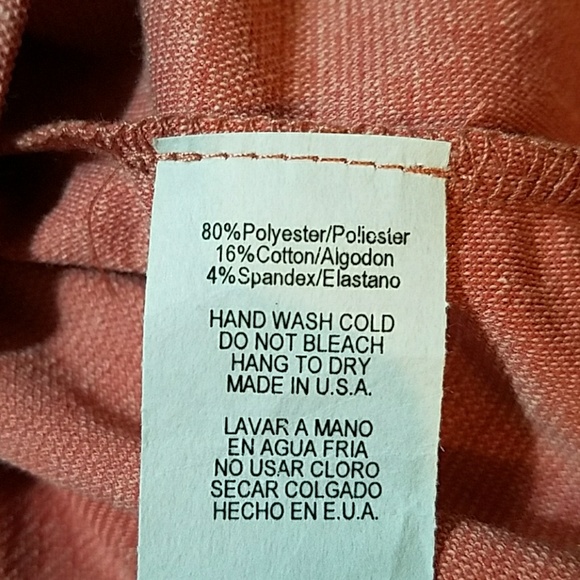 80%Polyester/Poliester
16%Cotton/Algodon
4%Spandex/Elastano
HAND WASH COLD
DO NOT BLEACH
HANG TO DRY
MADE IN U.S.A.
LAVAR A MANO
EN AGUA FRIA
NO USAR CLORO
SECAR COLGADO
HECHO EN E.U.A.